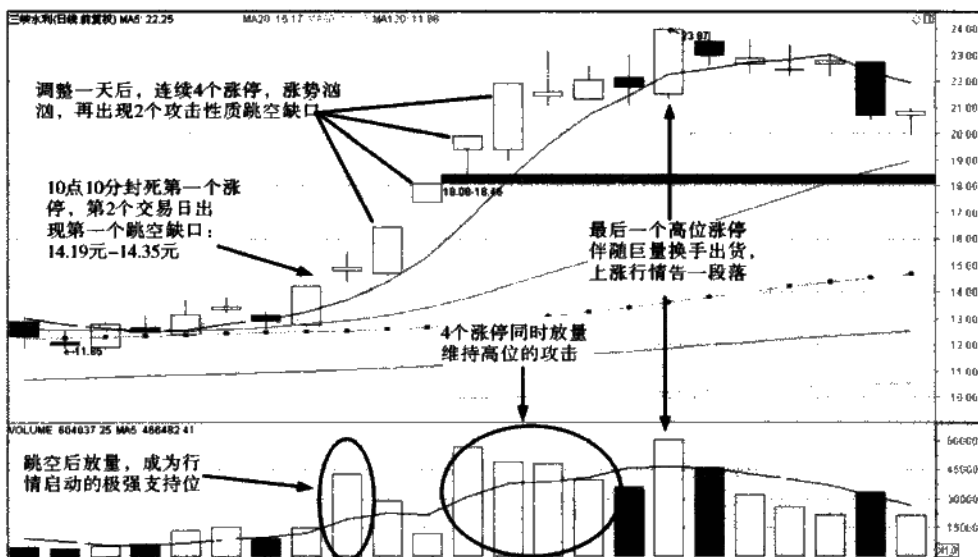 三峡水利(日线 前复权) MA5: 22.25
MA20: 15.17
MA120: 11.86
23.97
调整一天后，连续4个涨停，涨势汹
汹，再出现2个攻击性质跳空缺口
18.08-18.46
10点10分封死第一个涨
停，第2个交易日出
现第一个跳空缺口：
14.19元-14.35元
最后一个高位涨停
伴随巨量换手出货，
上涨行情告一段落
11.85
4个涨停同时放量
维持高位的攻击
24.00
23.00
22.00
21.00
20.00
19.00
18.00
17.00
16.00
15.00
14.00
13.00
12.00
11.00
10.00
VOLUME 604037.25 MA5 466482.41
跳空后放量，成为行
情启动的极强支持位
60000
45000
30000
15000